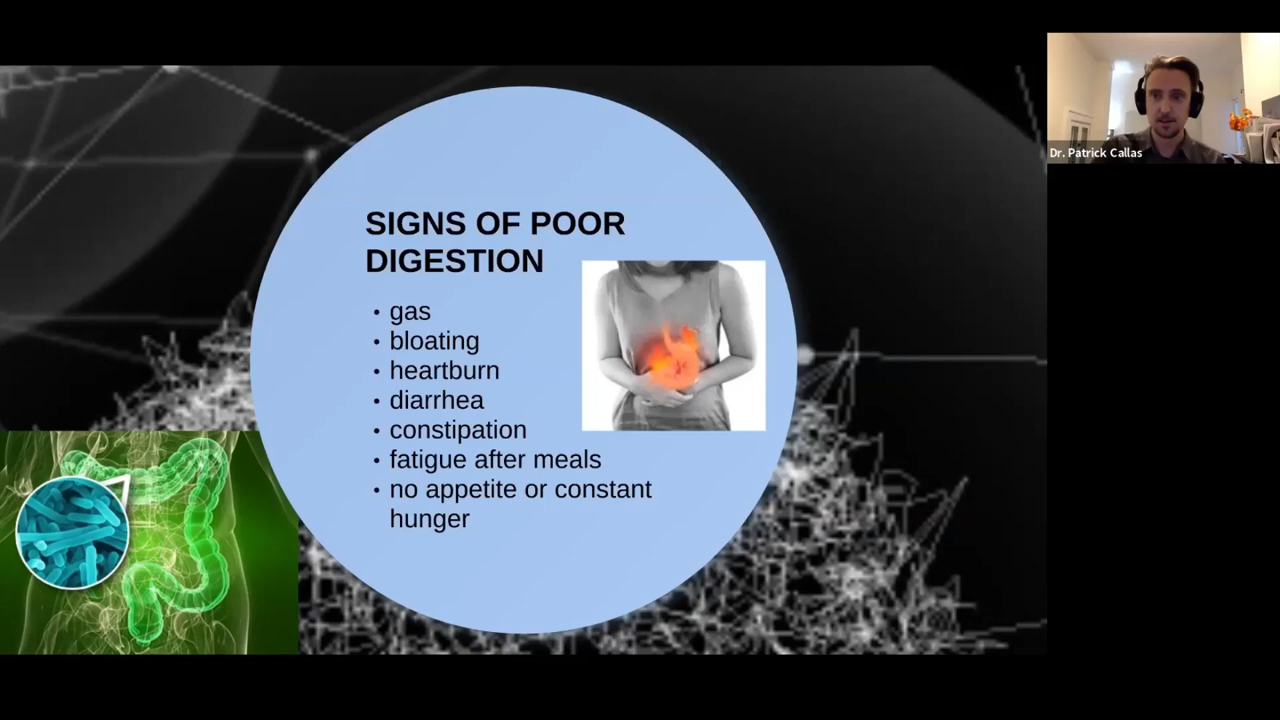 SIGNS OF POOR
DIGESTION
• gas
• bloating
• heartburn
• diarrhea
• constipation
• fatigue after meals
• no appetite or constant
hunger
Dr. Patrick Callas